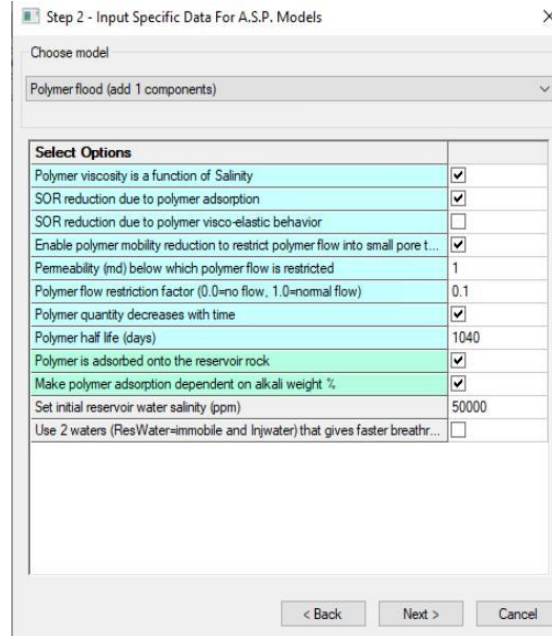 Step 2 - Input Specific Data For A.S.P. Models
Choose model
Polymer flood (add 1 components)
Select Options
Polymer viscosity is a function of Salinity
SOR reduction due to polymer adsorption
SOR reduction due to polymer visco-elastic behavior
Enable polymer mobility reduction to restrict polymer flow into small pore t...
Permeability (md) below which polymer flow is restricted 1
Polymer flow restriction factor (0.0=no flow, 1.0=normal flow) 0.1
Polymer quantity decreases with time
Polymer half life (days) 1040
Polymer is adsorbed onto the reservoir rock
Make polymer adsorption dependent on alkali weight %
Set initial reservoir water salinity (ppm) 50000
Use 2 waters (ResWater=immobile and Injwater) that gives faster breathr...
< Back Next > Cancel